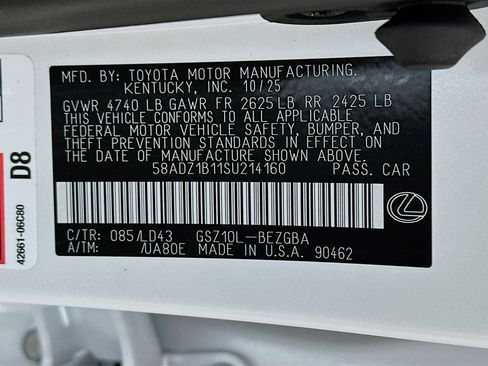 MFD. BY: TOYOTA MOTOR MANUFACTURING.
KENTUCKY, INC. 10/25
GVWR 4740 LB GAWR FR 2625 LB RR 2425 LB
THIS VEHICLE CONFORMS TO ALL APPLICABLE
FEDERAL MOTOR VEHICLE SAFETY, BUMPER, AND
THEFT PREVENTION STANDARDS IN EFFECT ON
THE DATE OF MANUFACTURE SHOWN ABOVE.
58ADZ1B11SU214160 PASS. CAR
C/TR: 085/LD43 GSZ10L-BEZGBA
A/TM: /UA80E MADE IN U.S.A. 90462
D8
42661-06C80